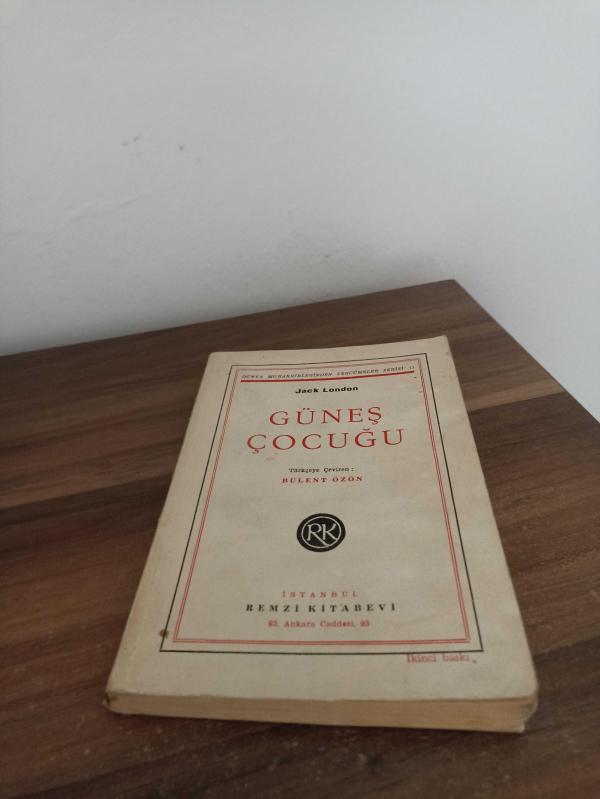 DÜNYA MUHARRİRLERİNDEN TERCÜMELER SERİSİ:
Jack London
GÜNEŞ
ÇOCUĞU
Türkçeye Çeviren :
BÜLENT ÖZÖN
RK
İSTANBUL
REMZİ KİTABEVİ
93, Ankara Caddesi, 93
İkinci baskı